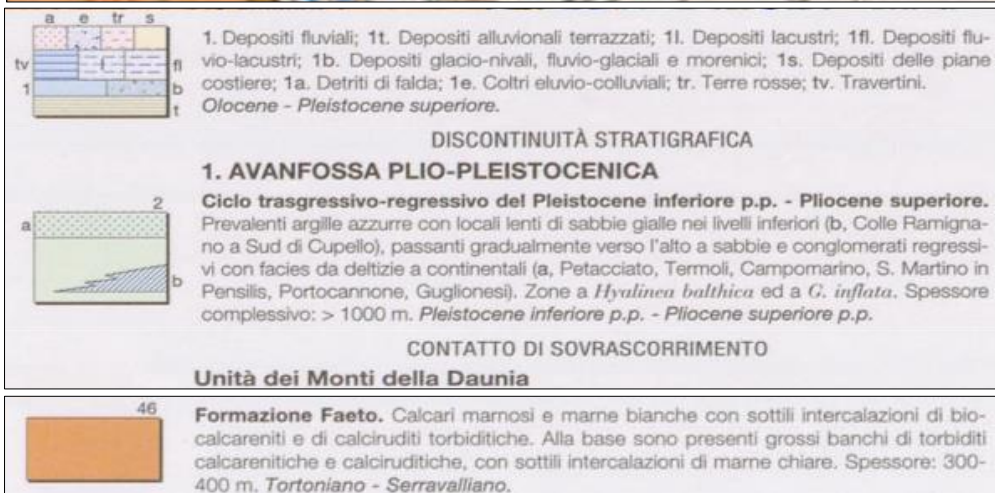 a e tr s
tv
fl
1
b
t
1. Depositi fluviali; 1t. Depositi alluvionali terrazzati; 1l. Depositi lacustri; 1fl. Depositi flu-
vio-lacustri; 1b. Depositi glacio-nivali, fluvio-glaciali e morenici; 1s. Depositi delle piane
costiere; 1a. Detriti di falda; 1e. Coltri eluvio-colluviali; tr. Terre rosse; tv. Travertini.
Olocene - Pleistocene superiore.
DISCONTINUITÀ STRATIGRAFICA
1. AVANFOSSA PLIO-PLEISTOCENICA
2
a
b
Ciclo trasgressivo-regressivo del Pleistocene inferiore p.p. - Pliocene superiore.
Prevalenti argille azzurre con locali lenti di sabbie gialle nei livelli inferiori (b, Colle Ramigna-
no a Sud di Cupello), passanti gradualmente verso l'alto a sabbie e conglomerati regressi-
vi con facies da deltizie a continentali (a, Petacciato, Termoli, Campomarino, S. Martino in
Pensilis, Portocannone, Guglionesi). Zone a Hyalinea balthica ed a G. inflata. Spessore
complessivo: > 1000 m. Pleistocene inferiore p.p. - Pliocene superiore p.p.
CONTATTO DI SOVRASCORRIMENTO
Unità dei Monti della Daunia
46
Formazione Faeto. Calcari marnosi e marne bianche con sottili intercalazioni di bio-
calcareniti e di calciruditi torbiditiche. Alla base sono presenti grossi banchi di torbiditi
calcarenitiche e calciruditiche, con sottili intercalazioni di marne chiare. Spessore: 300-
400 m. Tortoniano - Serravalliano.